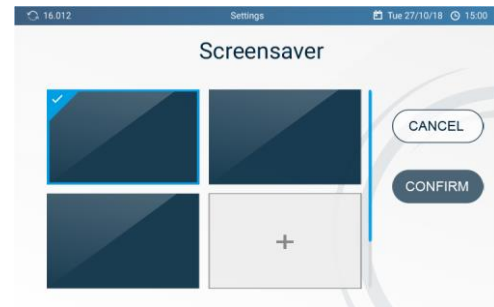 16.012 Settings Tue 27/10/18 15:00
Screensaver
CANCEL
CONFIRM
+